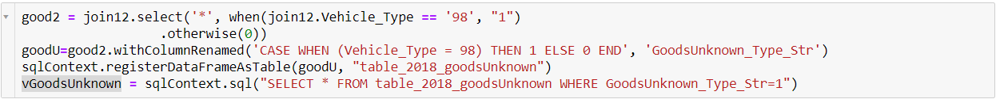 good2 = join12.select('*', when(join12.Vehicle_Type == '98', "1")
.otherwise(0))
goodU=good2.withColumnRenamed('CASE WHEN (Vehicle_Type = 98) THEN 1 ELSE 0 END', 'GoodsUnknown_Type_Str')
sqlContext.registerDataFrameAsTable(goodU, "table_2018_goodsUnknown")
vGoodsUnknown = sqlContext.sql("SELECT * FROM table_2018_goodsUnknown WHERE GoodsUnknown_Type_Str=1")